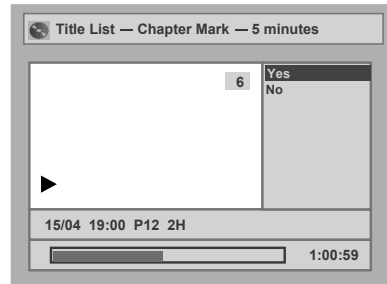 Title List — Chapter Mark — 5 minutes
6
Yes
No
15/04 19:00 P12 2H
1:00:59